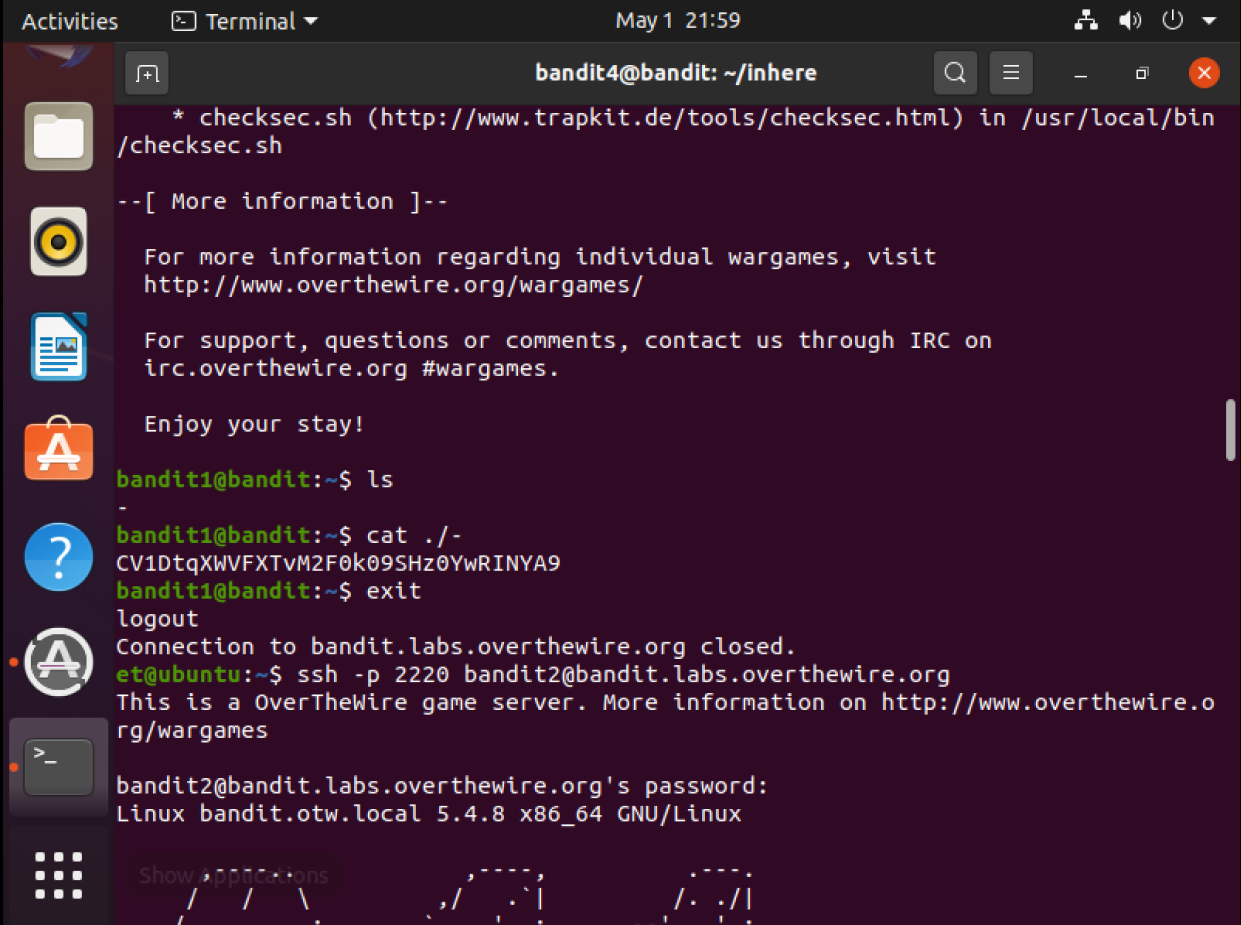 Activities
Terminal
May 1 21:59
bandit4@bandit: ~/inhere
* checksec.sh (http://www.trapkit.de/tools/checksec.html) in /usr/local/bin
/checksec.sh
--[ More information ]--
For more information regarding individual wargames, visit
http://www.overthewire.org/wargames/
For support, questions or comments, contact us through IRC on
irc.overthewire.org #wargames.
Enjoy your stay!
bandit1@bandit:~$ ls
-
bandit1@bandit:~$ cat ./-
CV1DtqXWVFXTvM2F0k09SHz0YwRINYA9
bandit1@bandit:~$ exit
logout
Connection to bandit.labs.overthewire.org closed.
et@ubuntu:~$ ssh -p 2220 bandit2@bandit.labs.overthewire.org
This is a OverTheWire game server. More information on http://www.overthewire.o
rg/wargames
bandit2@bandit.labs.overthewire.org's password:
Linux bandit.otw.local 5.4.8 x86_64 GNU/Linux
Show Applications